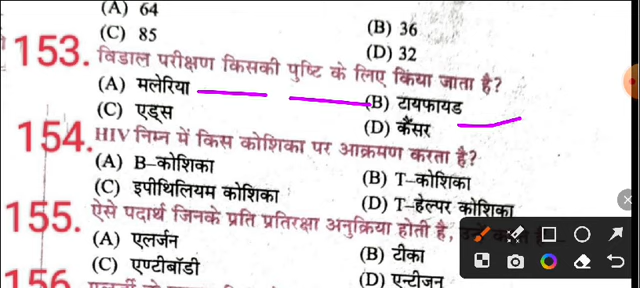 (A) 64 (B) 36
(C) 85 (D) 32
153. विडाल परीक्षण किसकी पुष्टि के लिए किया जाता है?
(A) मलेरिया (B) टायफायड
(C) एड्स (D) कैंसर
154. HIV निम्न में किस कोशिका पर आक्रमण करता है?
(A) B-कोशिका (B) T-कोशिका
(C) इपीथिलियम कोशिका (D) T-हेल्पर कोशिका
155. ऐसे पदार्थ जिनके प्रति प्रतिरक्षा अनुक्रिया होती है,
(A) एलर्जन (B) टीका
(C) एण्टीबॉडी (D) एन्टीजन
156